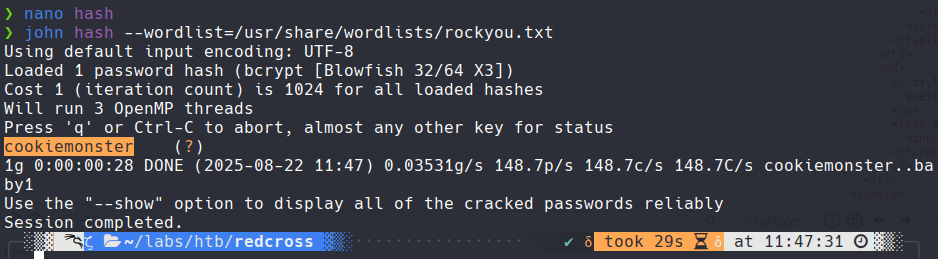 ❯ nano hash
❯ john hash --wordlist=/usr/share/wordlists/rockyou.txt
Using default input encoding: UTF-8
Loaded 1 password hash (bcrypt [Blowfish 32/64 X3])
Cost 1 (iteration count) is 1024 for all loaded hashes
Will run 3 OpenMP threads
Press 'q' or Ctrl-C to abort, almost any other key for status
cookiemonster    (?)
1g 0:00:00:28 DONE (2025-08-22 11:47) 0.03531g/s 148.7p/s 148.7c/s 148.7C/s cookiemonster..ba
by1
Use the "--show" option to display all of the cracked passwords reliably
Session completed.
~/labs/htb/redcross ✔ took 29s at 11:47:31